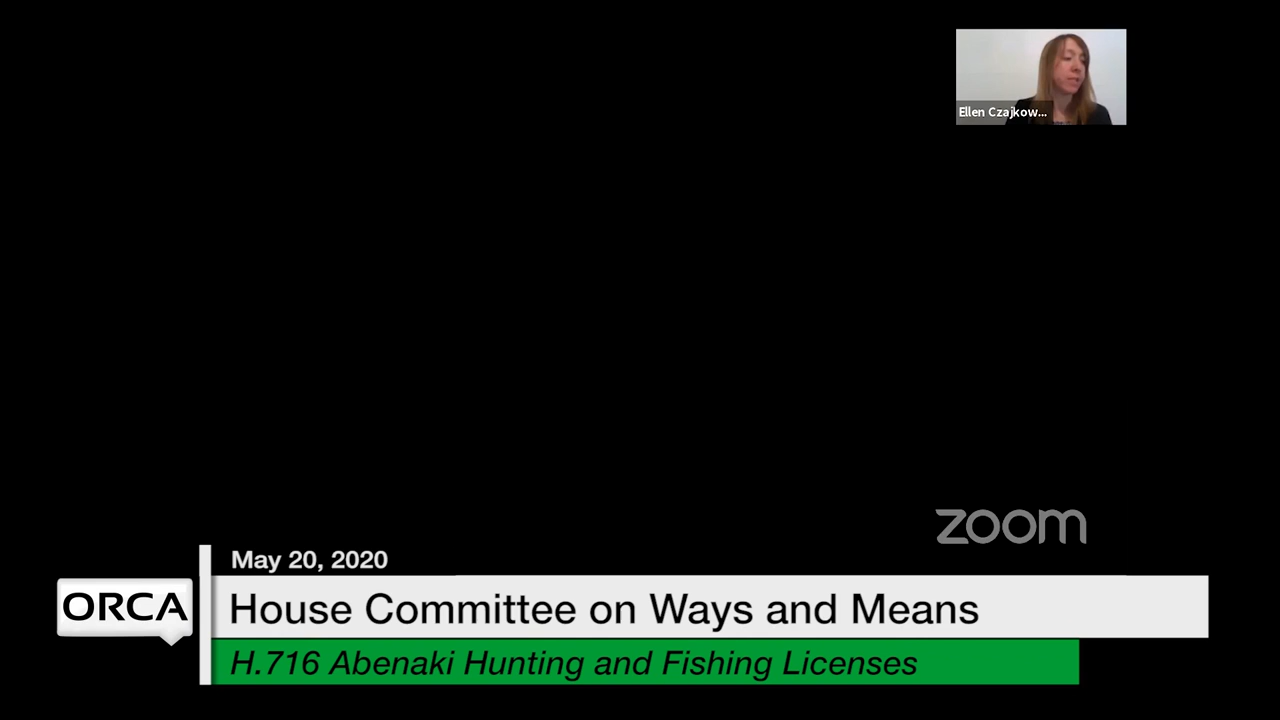 Ellen Czajkow...
zoom
May 20, 2020
ORCA
House Committee on Ways and Means
H.716 Abenaki Hunting and Fishing Licenses